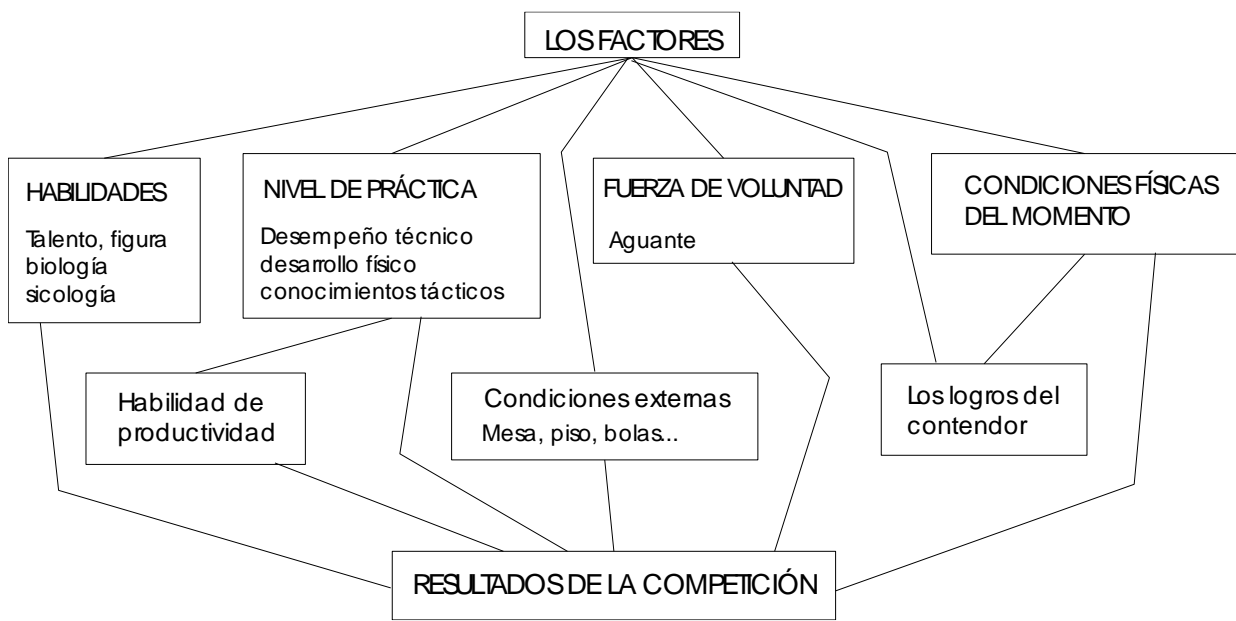 LOS FACTORES
HABILIDADES
Talento, figura
biología
sicología
NIVEL DE PRÁCTICA
Desempeño técnico
desarrollo físico
conocimientos tácticos
FUERZA DE VOLUNTAD
Aguante
CONDICIONES FÍSICAS
DEL MOMENTO
Habilidad de
productividad
Condiciones externas
Mesa, piso, bolas...
Los logros del
contendor
RESULTADOS DE LA COMPETICIÓN